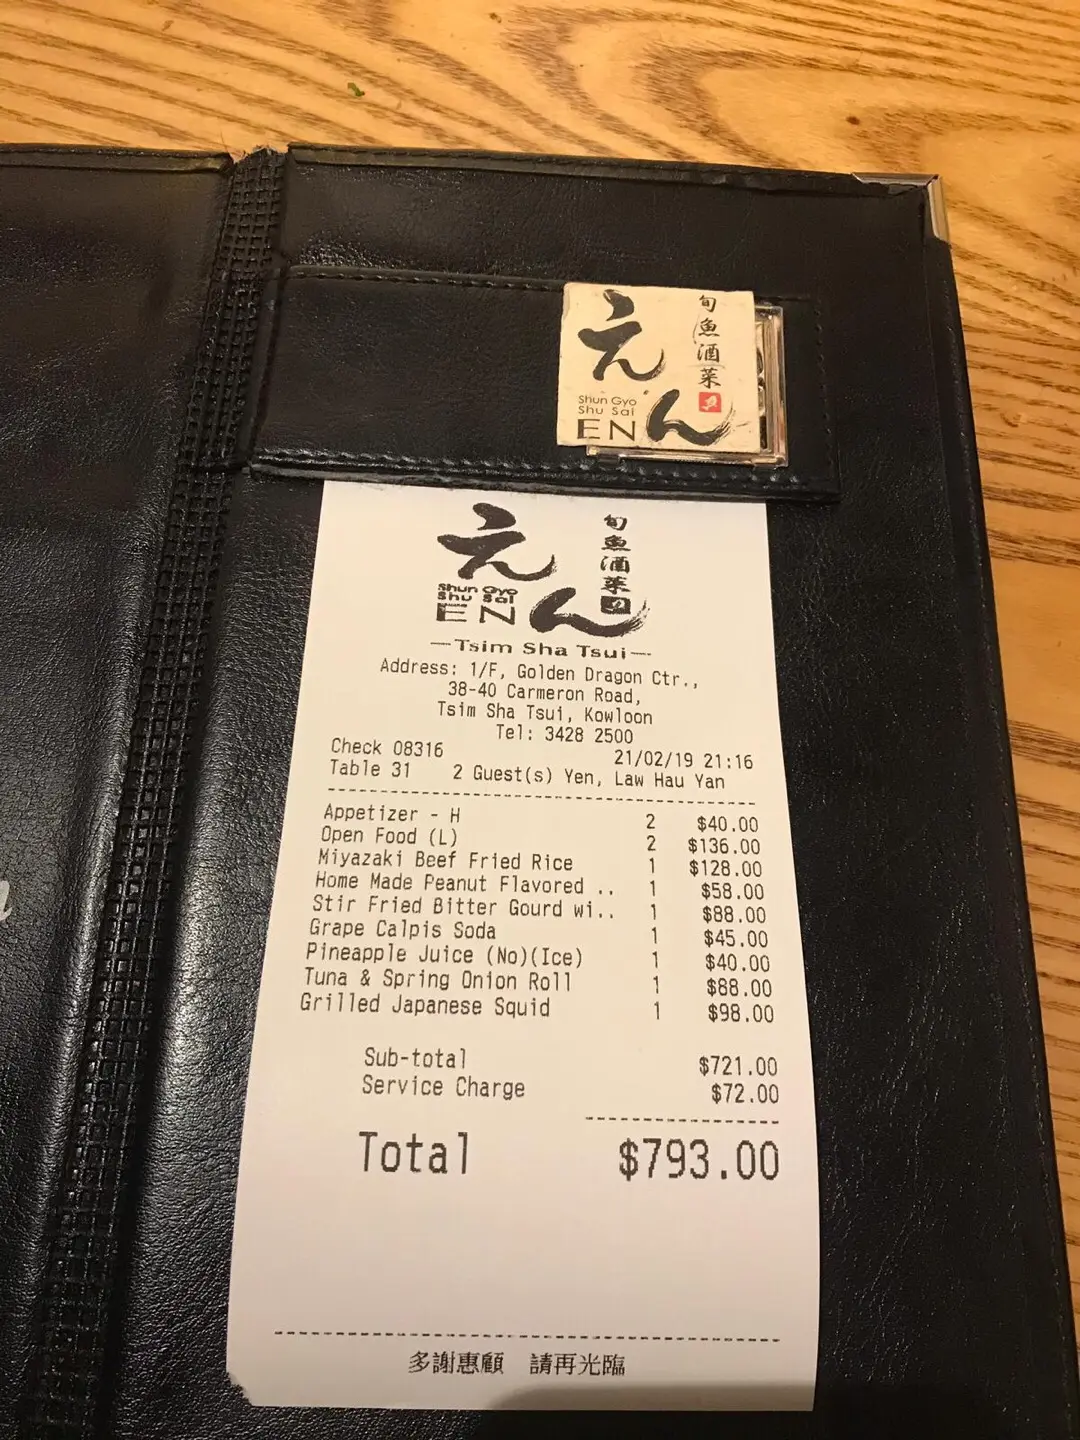 えん
旬魚酒菜
Shun Gyo
Shu Sai
EN
えん
旬魚酒菜
Shun Gyo
Shu Sai
EN
—Tsim Sha Tsui—
Address: 1/F, Golden Dragon Ctr.,
38-40 Carmeron Road,
Tsim Sha Tsui, Kowloon
Tel: 3428 2500
Check 08316 21/02/19 21:16
Table 31 2 Guest(s) Yen, Law Hau Yan
Appetizer - H 2 $40.00
Open Food (L) 2 $136.00
Miyazaki Beef Fried Rice 1 $128.00
Home Made Peanut Flavored .. 1 $58.00
Stir Fried Bitter Gourd wi.. 1 $88.00
Grape Calpis Soda 1 $45.00
Pineapple Juice (No)(Ice) 1 $40.00
Tuna & Spring Onion Roll 1 $88.00
Grilled Japanese Squid 1 $98.00
Sub-total $721.00
Service Charge $72.00
Total $793.00
多謝惠顧 請再光臨